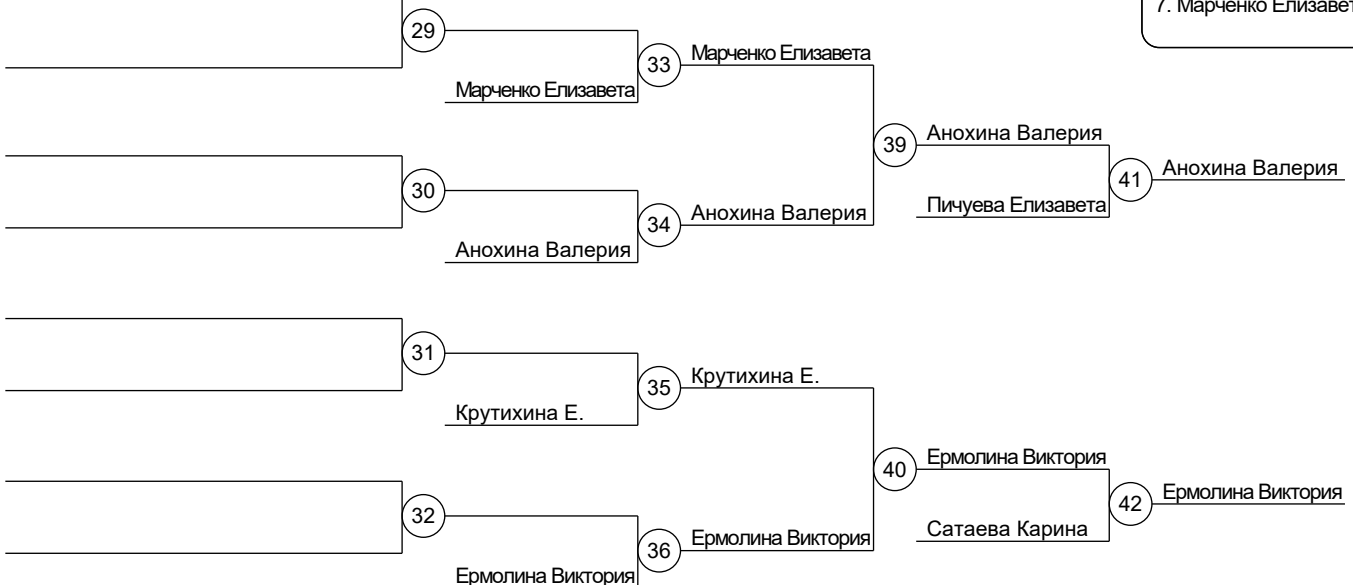 7. Марченко
29
33
Марченко Елизавета
Марченко Елизавета
39
Анохина Валерия
41
Анохина Валерия
30
34
Анохина Валерия
Пичуева Елизавета
Анохина Валерия
31
35
Крутихина Е.
Крутихина Е.
40
Ермолина Виктория
42
Ермолина Виктория
32
36
Ермолина Виктория
Сатаева Карина
Ермолина Виктория